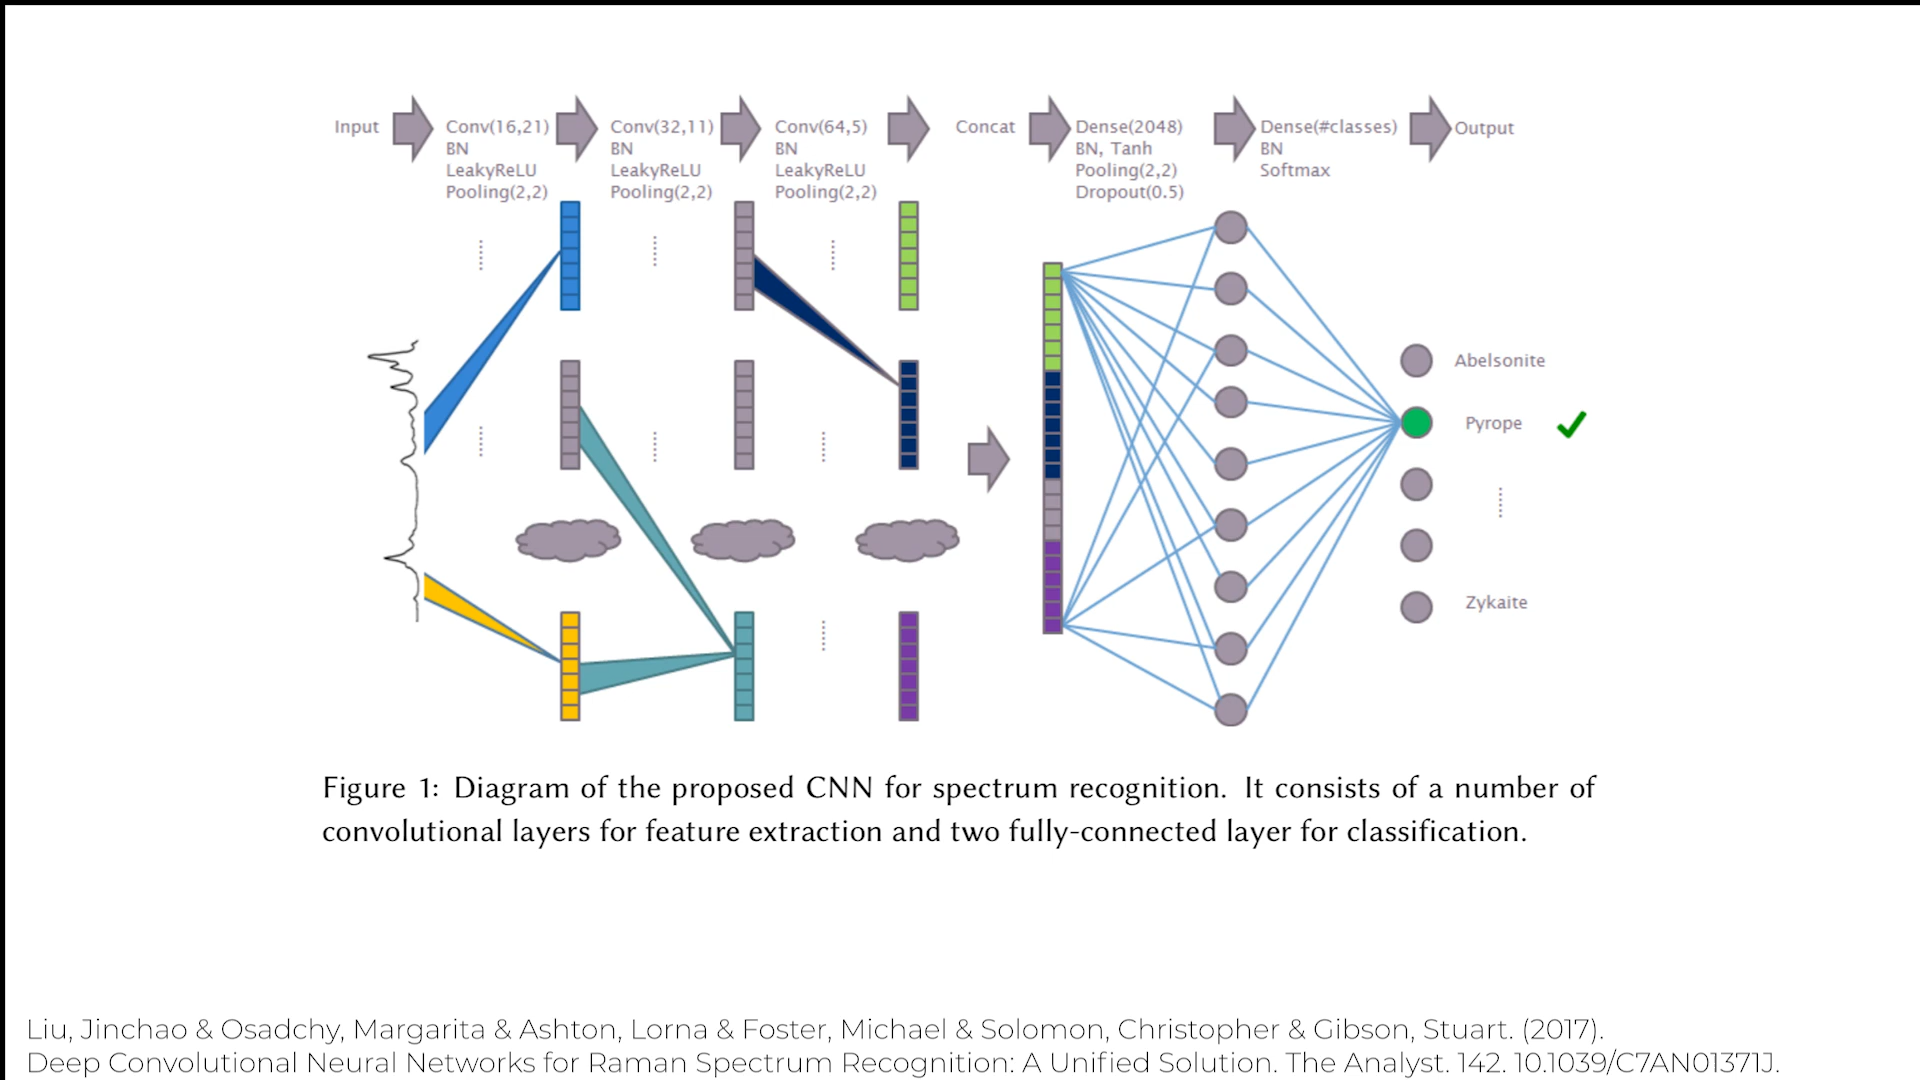 Input
Conv(16,21)
BN
LeakyReLU
Pooling(2,2)
Conv(32,11)
BN
LeakyReLU
Pooling(2,2)
Conv(64,5)
BN
LeakyReLU
Pooling(2,2)
Concat
Dense(2048)
BN, Tanh
Pooling(2,2)
Dropout(0.5)
Dense(#classes)
BN
Softmax
Output
Abelsonite
Pyrope
Zykaite
Figure 1: Diagram of the proposed CNN for spectrum recognition. It consists of a number of
convolutional layers for feature extraction and two fully-connected layer for classification.
Liu, Jinchao & Osadchy, Margarita & Ashton, Lorna & Foster, Michael & Solomon, Christopher & Gibson, Stuart. (2017).
Deep Convolutional Neural Networks for Raman Spectrum Recognition: A Unified Solution. The Analyst. 142. 10.1039/C7AN01371J.